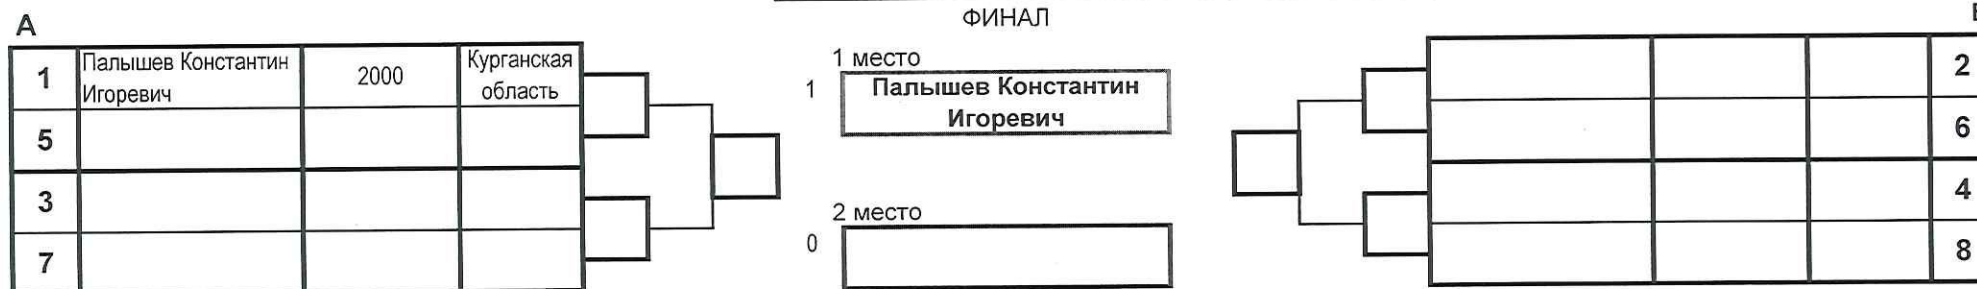 ФИНАЛ
А
1 Палышев Константин Игоревич 2000 Курганская область
5
3
7
1 место
1 Палышев Константин
Игоревич
2 место
0
2
6
4
8